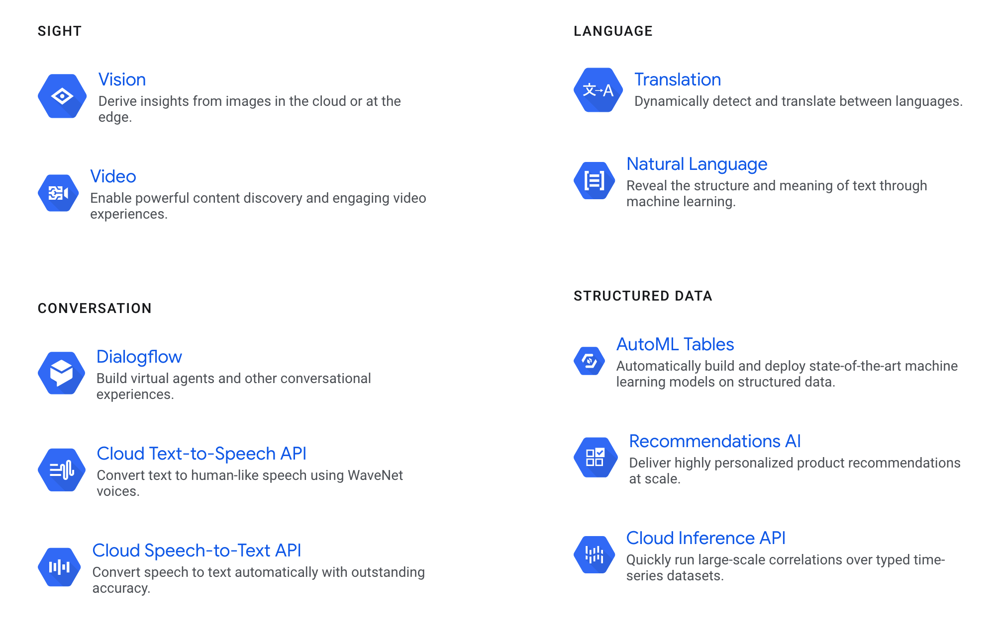 SIGHT
Vision
Derive insights from images in the cloud or at the
edge.
Video
Enable powerful content discovery and engaging video
experiences.
CONVERSATION
Dialogflow
Build virtual agents and other conversational
experiences.
Cloud Text-to-Speech API
Convert text to human-like speech using WaveNet
voices.
Cloud Speech-to-Text API
Convert speech to text automatically with outstanding
accuracy.
LANGUAGE
文→A
Translation
Dynamically detect and translate between languages.
Natural Language
Reveal the structure and meaning of text through
machine learning.
STRUCTURED DATA
AutoML Tables
Automatically build and deploy state-of-the-art machine
learning models on structured data.
Recommendations AI
Deliver highly personalized product recommendations
at scale.
Cloud Inference API
Quickly run large-scale correlations over typed time-
series datasets.